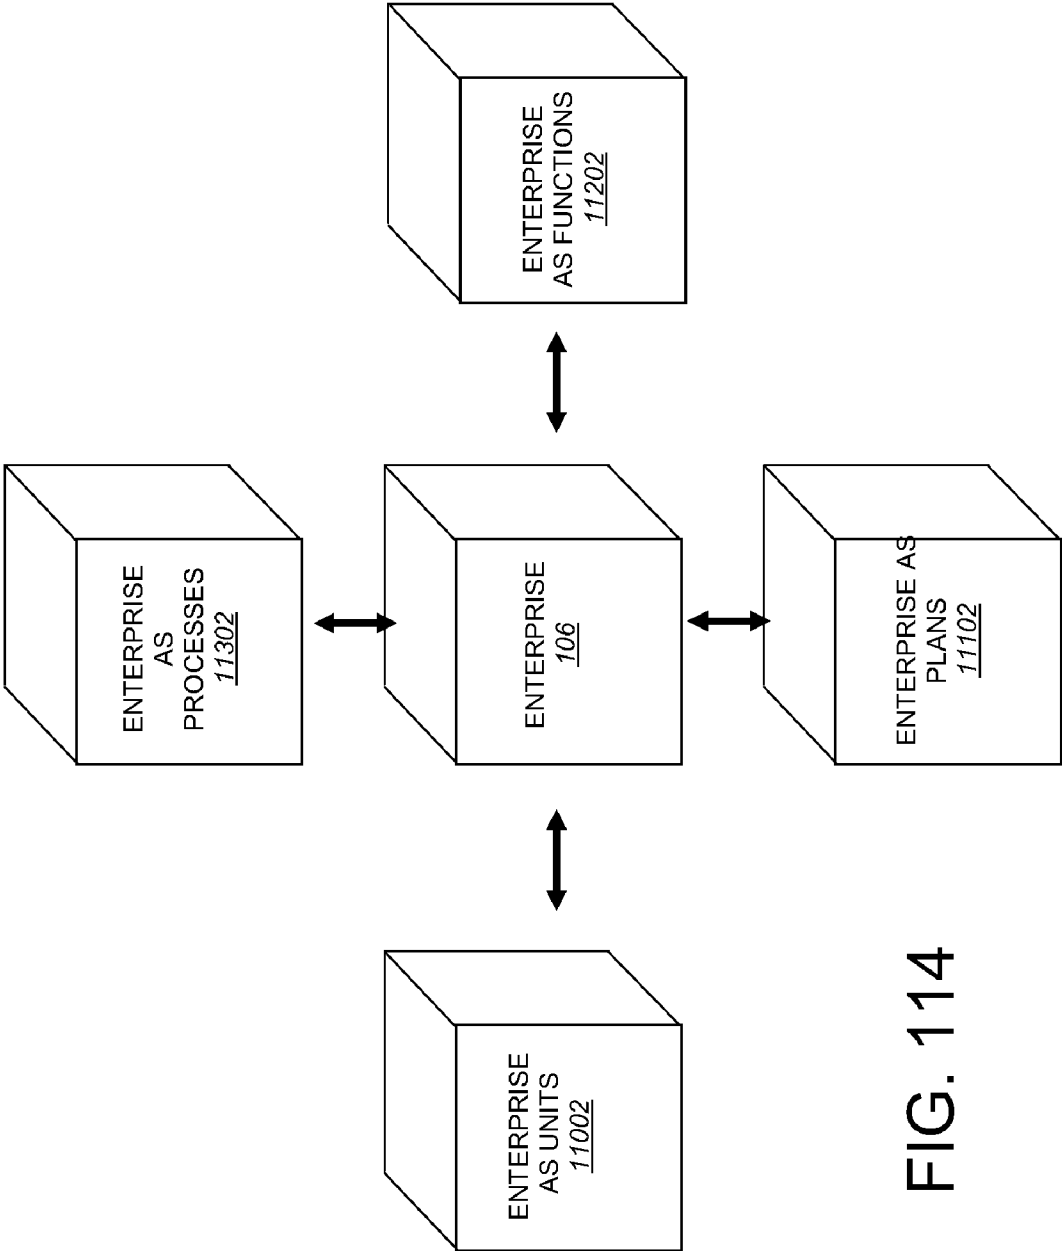 ENTERPRISE
AS
PROCESSES
11302
ENTERPRISE
AS UNITS
11002
ENTERPRISE
106
ENTERPRISE
AS FUNCTIONS
11202
ENTERPRISE AS
PLANS
11102
FIG. 114